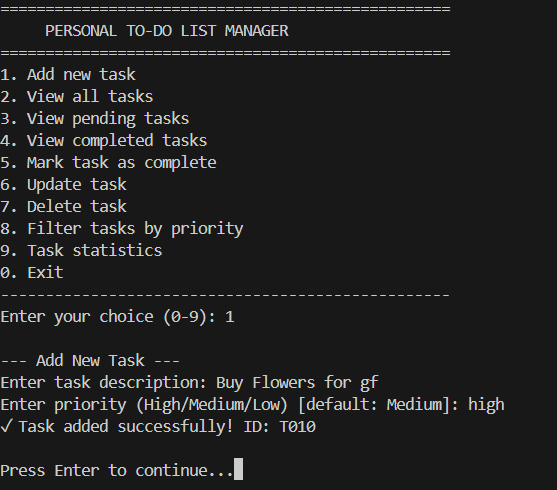 ==================================================
PERSONAL TO-DO LIST MANAGER
==================================================
1. Add new task
2. View all tasks
3. View pending tasks
4. View completed tasks
5. Mark task as complete
6. Update task
7. Delete task
8. Filter tasks by priority
9. Task statistics
0. Exit
--------------------------------------------------
Enter your choice (0-9): 1
--- Add New Task ---
Enter task description: Buy Flowers for gf
Enter priority (High/Medium/Low) [default: Medium]: high
✓ Task added successfully! ID: T010
Press Enter to continue...